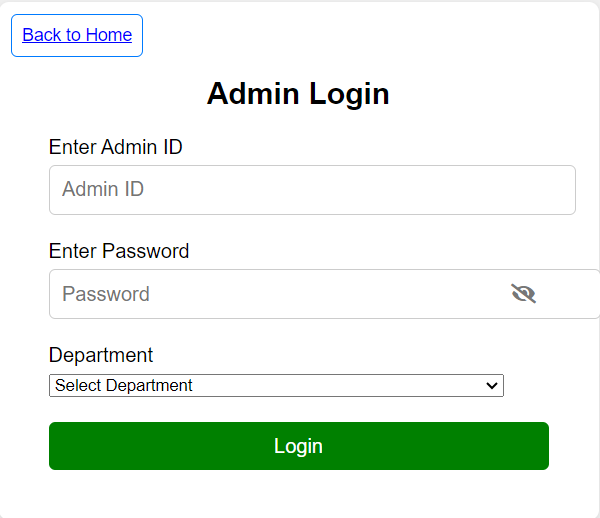 Back to Home
Admin Login
Enter Admin ID
Admin ID
Enter Password
Password
Department
Select Department
Login